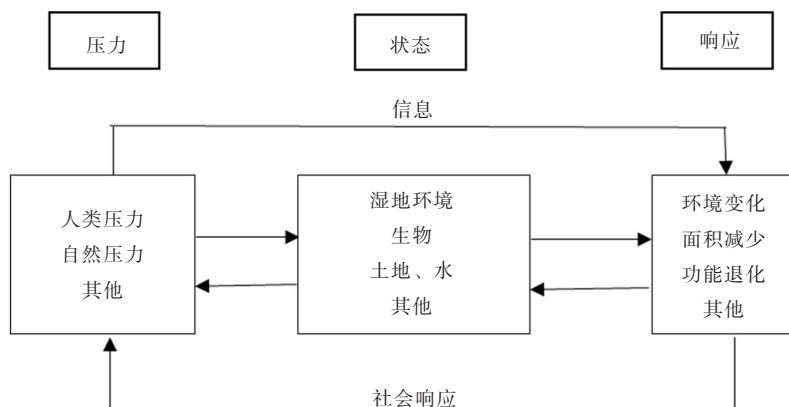 压力
状态
响应
信息
人类压力
自然压力
其他
湿地环境
生物
土地、水
其他
环境变化
面积减少
功能退化
其他
社会响应